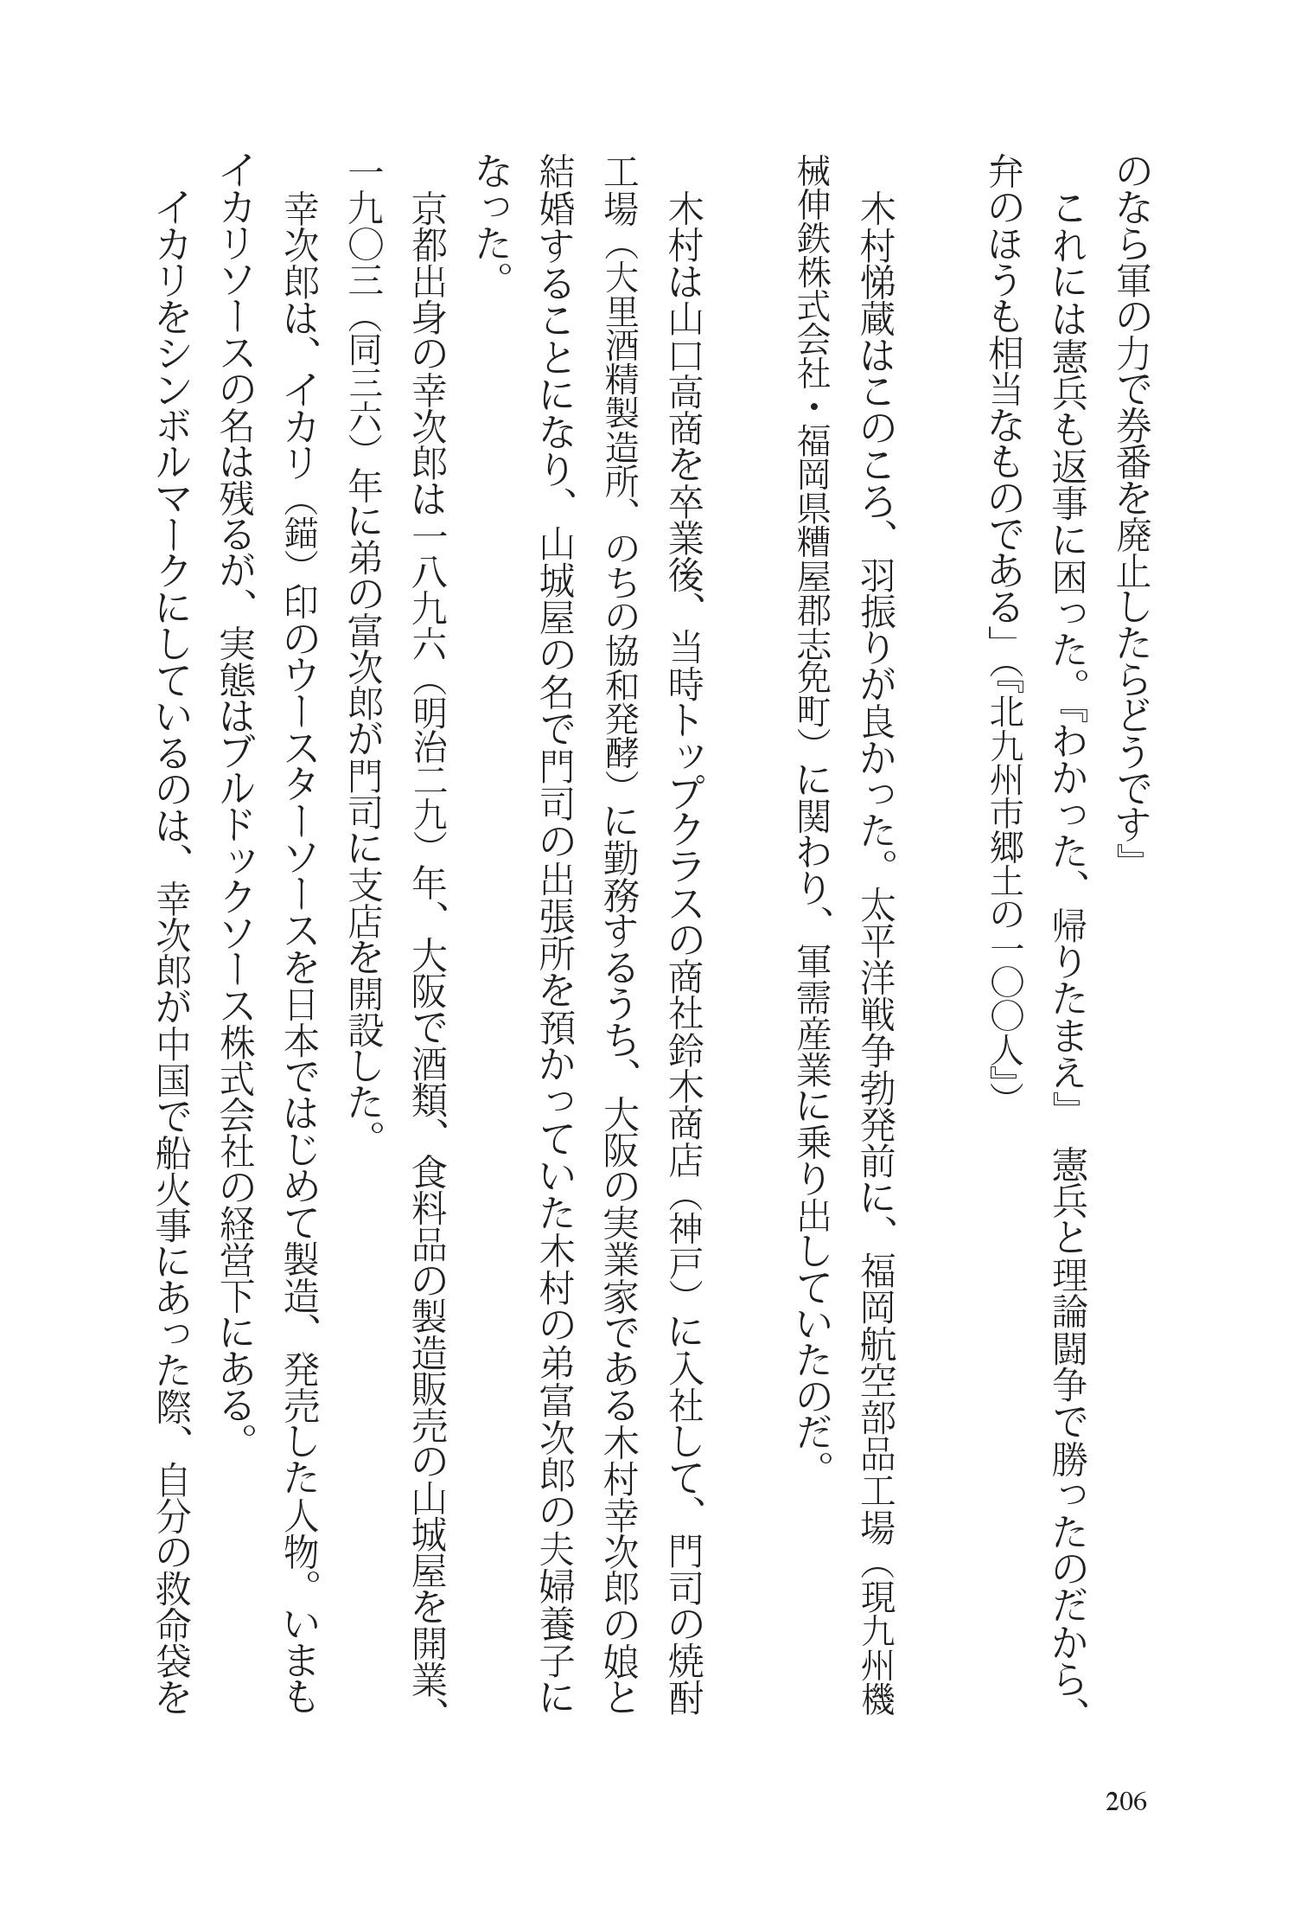 のなら軍の力で券番を廃止したらどうです』
　これには憲兵も返事に困った。『わかった、帰りたまえ』　憲兵と理論闘争で勝ったのだから、
弁のほうも相当なものである」（『北九州市郷土の一〇〇人』）
　木村悌蔵はこのころ、羽振りが良かった。太平洋戦争勃発前に、福岡航空部品工場（現九州機
械伸鉄株式会社・福岡県糟屋郡志免町）に関わり、軍需産業に乗り出していたのだ。
　木村は山口高商を卒業後、当時トップクラスの商社鈴木商店（神戸）に入社して、門司の焼酎
工場（大里酒精製造所、のちの協和発酵）に勤務するうち、大阪の実業家である木村幸次郎の娘と
結婚することになり、山城屋の名で門司の出張所を預かっていた木村の弟富次郎の夫婦養子に
なった。
　京都出身の幸次郎は一八九六（明治二九）年、大阪で酒類、食料品の製造販売の山城屋を開業、
一九〇三（同三六）年に弟の富次郎が門司に支店を開設した。
　幸次郎は、イカリ（錨）印のウースターソースを日本ではじめて製造、発売した人物。いまも
イカリソースの名は残るが、実態はブルドックソース株式会社の経営下にある。
　イカリをシンボルマークにしているのは、幸次郎が中国で船火事にあった際、自分の救命袋を
206